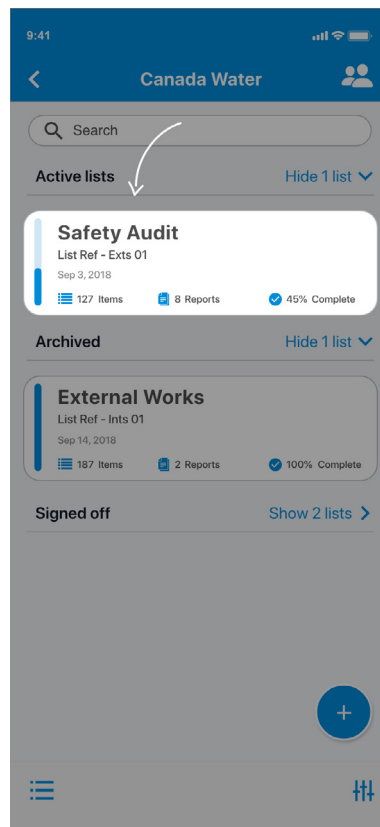 9:41
Canada Water
Search
Active lists Hide 1 list
Safety Audit
List Ref - Exts 01
Sep 3, 2018
127 Items 8 Reports 45% Complete
Archived Hide 1 list
External Works
List Ref - Ints 01
Sep 14, 2018
187 Items 2 Reports 100% Complete
Signed off Show 2 lists